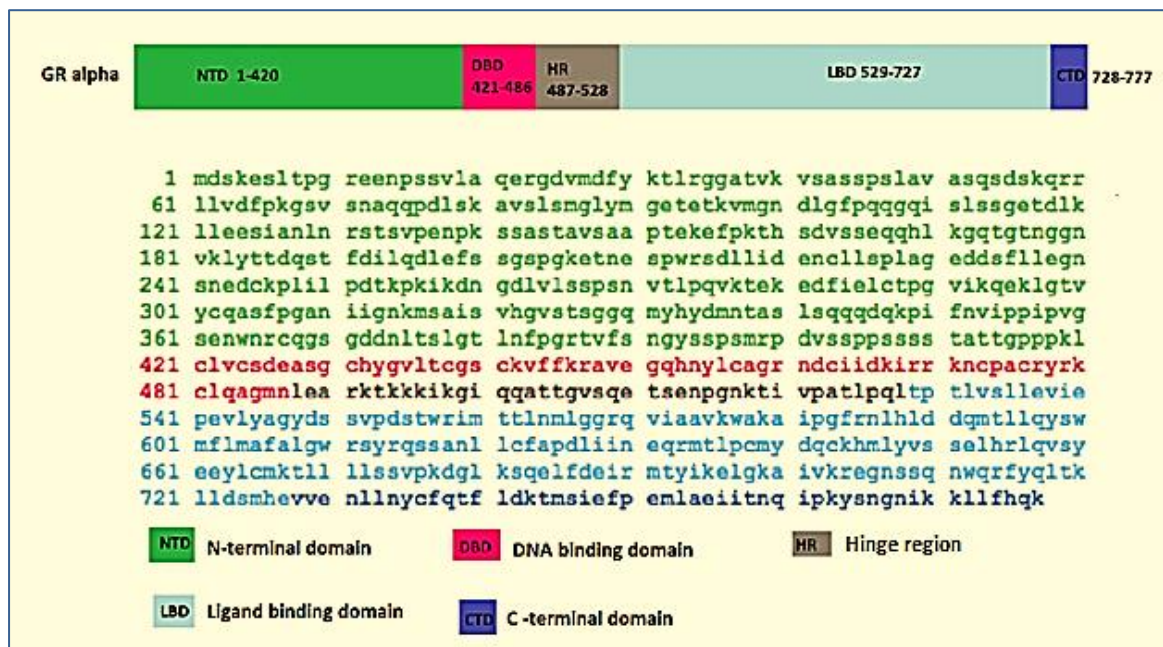 GR alpha NTD 1-420 DBD 421-486 HR 487-528 LBD 529-727 CTD 728-777
1 mdskesltpg reenpssvla qergdvmdfy ktlrggatvk vsasspslav asqsdskqrr
61 llvdfpkgsv snaqqpdlsk avslsmglym getetkvmgn dlgfpqqgqi slssgetdlk
121 lleesianln rstsvpenpk ssastavsaa ptekefpkth sdvsseqqhl kgqtgtnggn
181 vklyttdqst fdilqdlefs sgspgketne spwrsdllid encllsplag eddsfllegn
241 snedckplil pdtkpkikdn gdlvlsspsn vtlpqvktek edfielctpg vikqeklgtv
301 ycqasfpgan iignkmsais vhgvstsggq myhydmntas lsqqqdqkpi fnvippipvg
361 senwnrcqgs gddnltslgt lnfpgrtvfs ngysspsmrp dvssppssss tattgpppkl
421 clvcsdeasg chygvltcgs ckvffkrave gqhnylcagr ndciidkirr kncpacryrk
481 clqagmnlea rktkkkikgi qqattgvsqe tsenpgnkti vpatlpqltp tlvsllevie
541 pevlyagyds svpdstwrim ttlnmlggrq viaavkwaka ipgfrnlhld dqmtllqysw
601 mflmafalgw rsyrqssanl lcfapdliin eqrmtlpcmy dqckhmlyvs selhrlqvsy
661 eeylcmktll llssvpkdgl ksqelfdeir mtyikelgka ivkregnssq nwqrfyqltk
721 lldsmhevve nllnycfqtf ldktmsiefp emlaeiitnq ipkysngnik kllfhqk
NTD N-terminal domain DBD DNA binding domain HR Hinge region
LBD Ligand binding domain CTD C -terminal domain